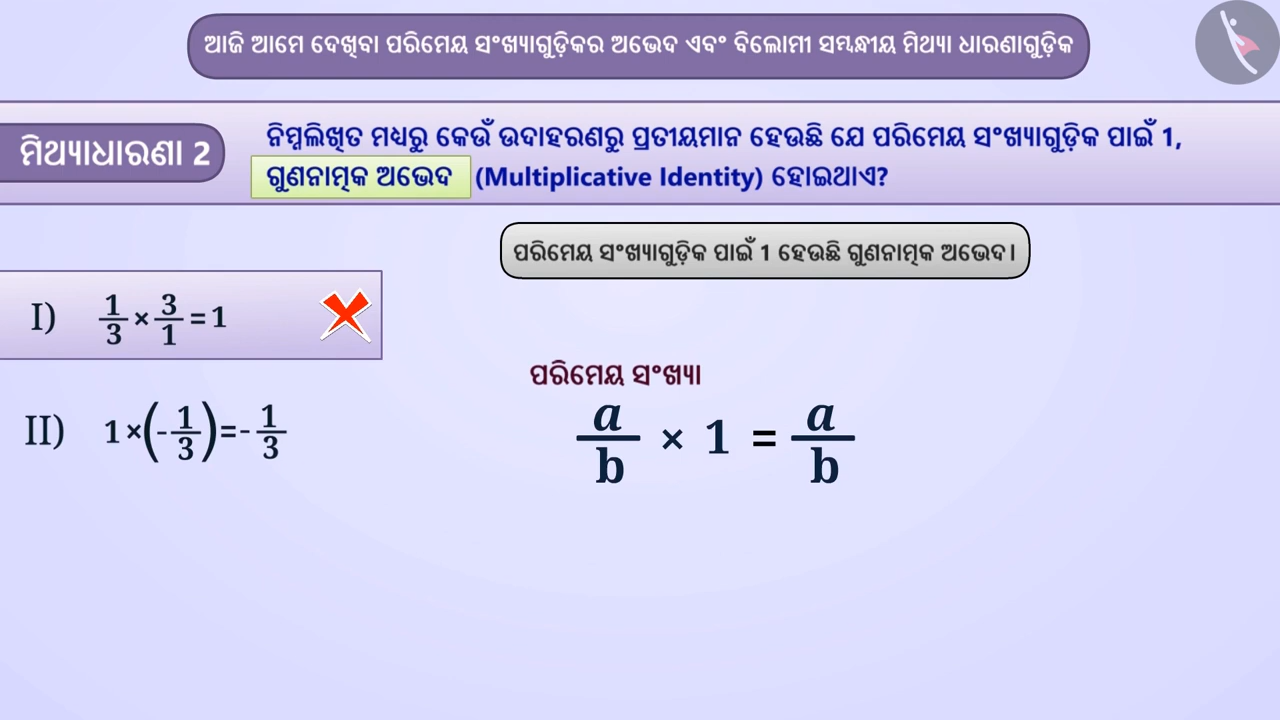 ଆଜି ଆମେ ଦେଖିବା ପରିମେୟ ସଂଖ୍ୟାଗୁଡ଼ିକର ଅଭେଦ ଏବଂ ବିଲୋମୀ ସମ୍ବନ୍ଧୀୟ ମିଥ୍ୟା ଧାରଣାଗୁଡ଼ିକ
ମିଥ୍ୟାଧାରଣା 2
ନିମ୍ନଲିଖିତ ମଧ୍ୟରୁ କେଉଁ ଉଦାହରଣରୁ ପ୍ରତୀୟମାନ ହେଉଛି ଯେ ପରିମେୟ ସଂଖ୍ୟାଗୁଡ଼ିକ ପାଇଁ 1,
ଗୁଣନାତ୍ମକ ଅଭେଦ (Multiplicative Identity) ହୋଇଥାଏ?
ପରିମେୟ ସଂଖ୍ୟାଗୁଡ଼ିକ ପାଇଁ 1 ହେଉଛି ଗୁଣନାତ୍ମକ ଅଭେଦ।
I) 1/3 × 3/1 = 1
ପରିମେୟ ସଂଖ୍ୟା
II) 1 × (-1/3) = -1/3
a/b × 1 = a/b